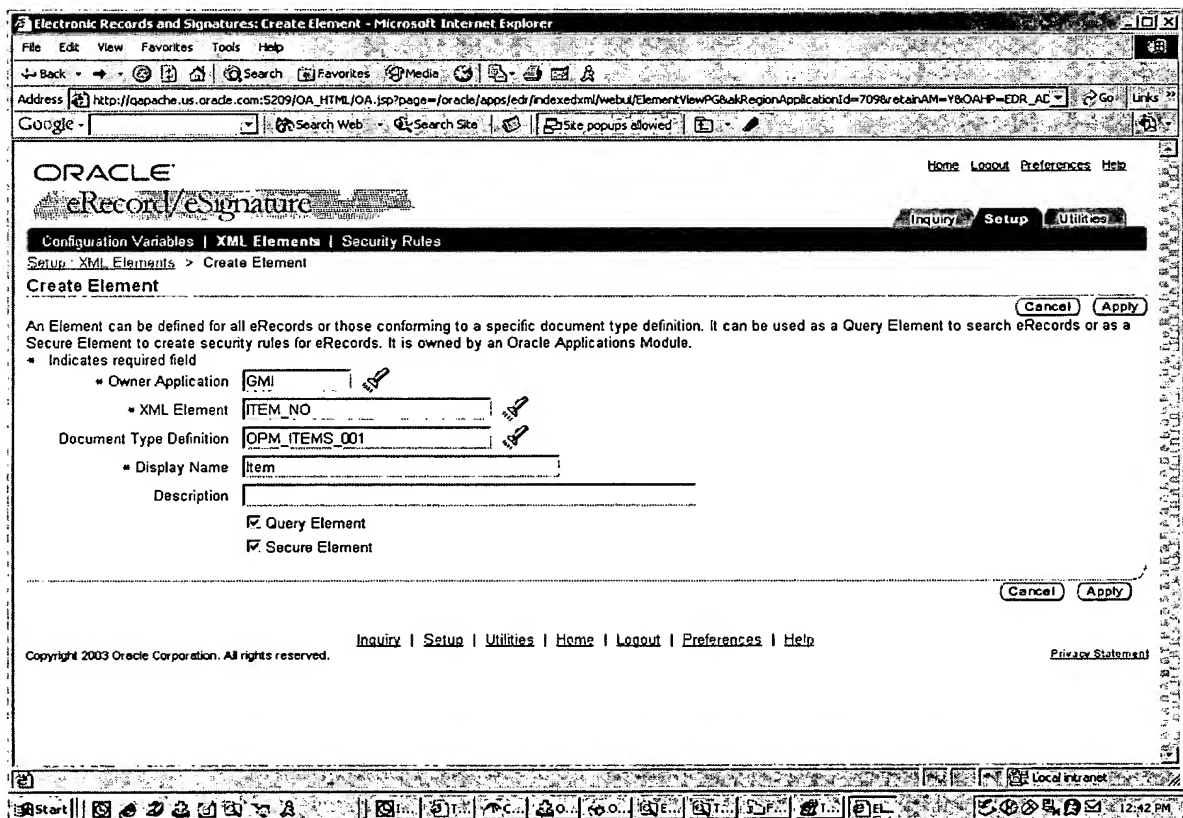 Electronic Records and Signatures: Create Element - Microsoft Internet Explorer
File Edit View Favorites Tools Help
Back Search Favorites Media
Address http://qapache.us.oracle.com:5209/OA_HTML/OA.jsp?page=/oracle/apps/edr/indexedxml/webui/ElementViewPG&akRegionApplicationId=709&retainAM=Y&OAHP=EDR_AD Go Links »
Google - Search Web Search Site Site popups allowed
ORACLE
eRecord/eSignature
Home Logout Preferences Help
Inquiry Setup Utilities
Configuration Variables | XML Elements | Security Rules
Setup : XML Elements > Create Element
Create Element
Cancel Apply
An Element can be defined for all eRecords or those conforming to a specific document type definition. It can be used as a Query Element to search eRecords or as a
Secure Element to create security rules for eRecords. It is owned by an Oracle Applications Module.
* Indicates required field
* Owner Application GMI
* XML Element ITEM_NO
Document Type Definition OPM_ITEMS_001
* Display Name Item
Description
Query Element
Secure Element
Cancel Apply
Inquiry | Setup | Utilities | Home | Logout | Preferences | Help
Copyright 2003 Oracle Corporation. All rights reserved.
Privacy Statement
Local intranet
Start I... T... C... O... o... E... T... F... T... EL 12:42 PM